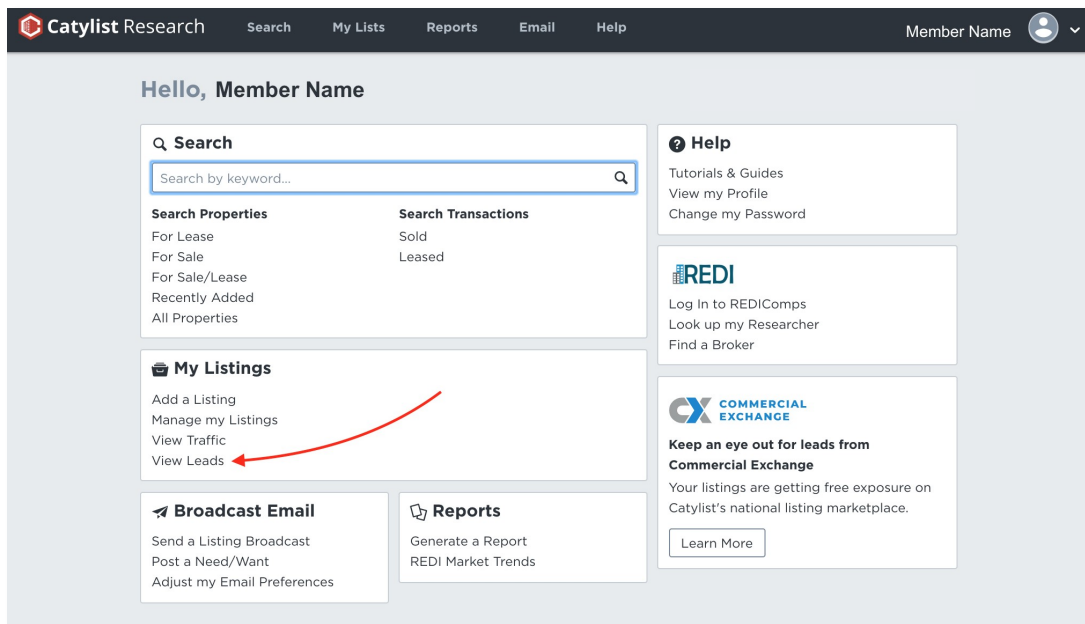 Catylist Research Search My Lists Reports Email Help Member Name
Hello, Member Name
Search
Search by keyword...
Search Properties
For Lease
For Sale
For Sale/Lease
Recently Added
All Properties
Search Transactions
Sold
Leased
My Listings
Add a Listing
Manage my Listings
View Traffic
View Leads
Broadcast Email
Send a Listing Broadcast
Post a Need/Want
Adjust my Email Preferences
Reports
Generate a Report
REDI Market Trends
Help
Tutorials & Guides
View my Profile
Change my Password
REDI
Log In to REDIComps
Look up my Researcher
Find a Broker
CX COMMERCIAL
EXCHANGE
Keep an eye out for leads from
Commercial Exchange
Your listings are getting free exposure on
Catylist's national listing marketplace.
Learn More